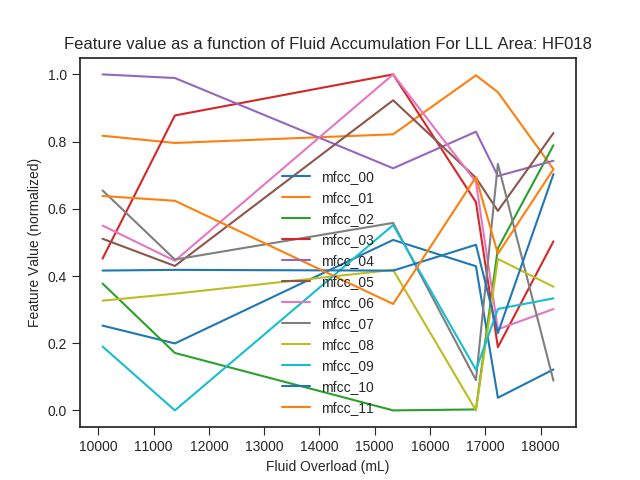 Feature value as a function of Fluid Accumulation For LLL Area: HF018
Feature Value (normalized)
1.0
0.8
0.6
0.4
0.2
0.0
mfcc_00
mfcc_01
mfcc_02
mfcc_03
mfcc_04
mfcc_05
mfcc_06
mfcc_07
mfcc_08
mfcc_09
mfcc_10
mfcc_11
10000 11000 12000 13000 14000 15000 16000 17000 18000
Fluid Overload (mL)